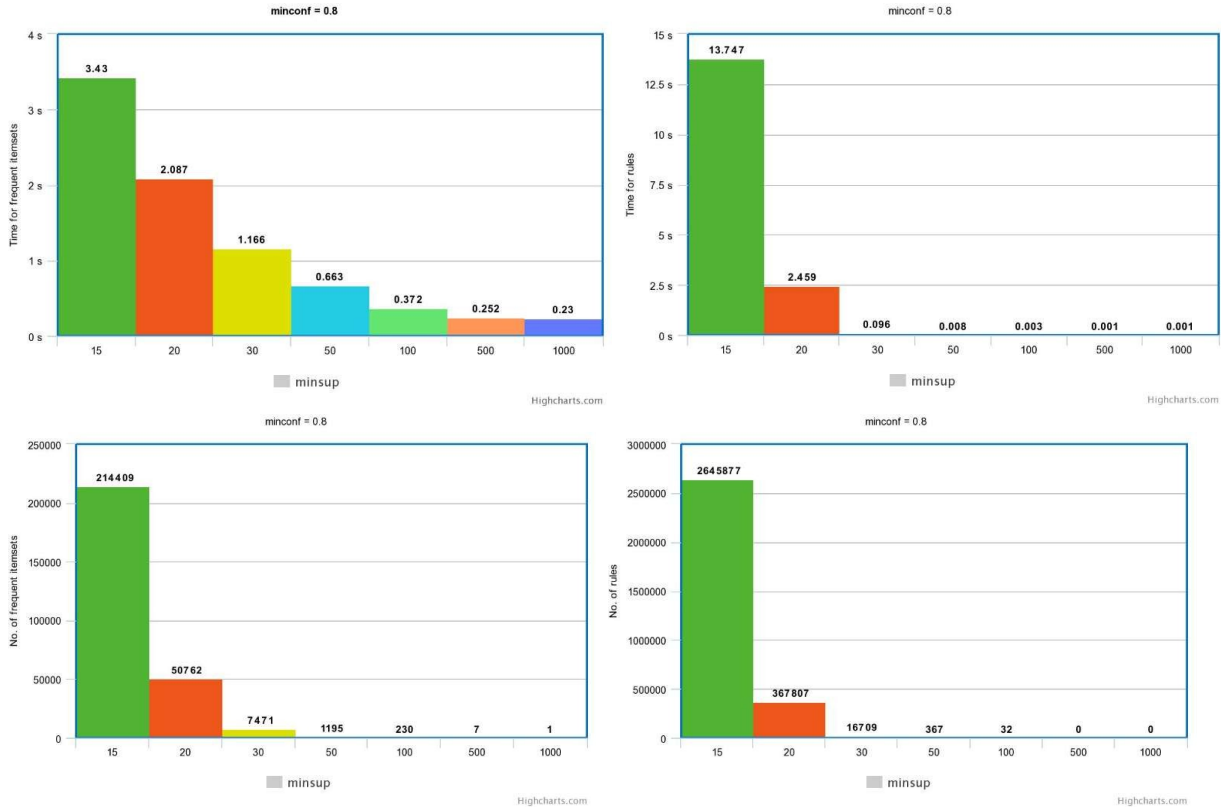 minconf = 0.8
4 s
3 s
2 s
1 s
0 s
Time for frequent itemsets
3.43
2.087
1.166
0.663
0.372
0.252
0.23
15 20 30 50 100 500 1000
minsup
Highcharts.com
minconf = 0.8
15 s
12.5 s
10 s
7.5 s
5 s
2.5 s
0 s
Time for rules
13.747
2.459
0.096 0.008 0.003 0.001 0.001
15 20 30 50 100 500 1000
minsup
Highcharts.com
minconf = 0.8
250000
200000
150000
100000
50000
0
No. of frequent itemsets
214409
50762
7471
1195 230 7 1
15 20 30 50 100 500 1000
minsup
Highcharts.com
minconf = 0.8
3000000
2500000
2000000
1500000
1000000
500000
0
No. of rules
2645877
367807
16709 367 32 0 0
15 20 30 50 100 500 1000
minsup
Highcharts.com